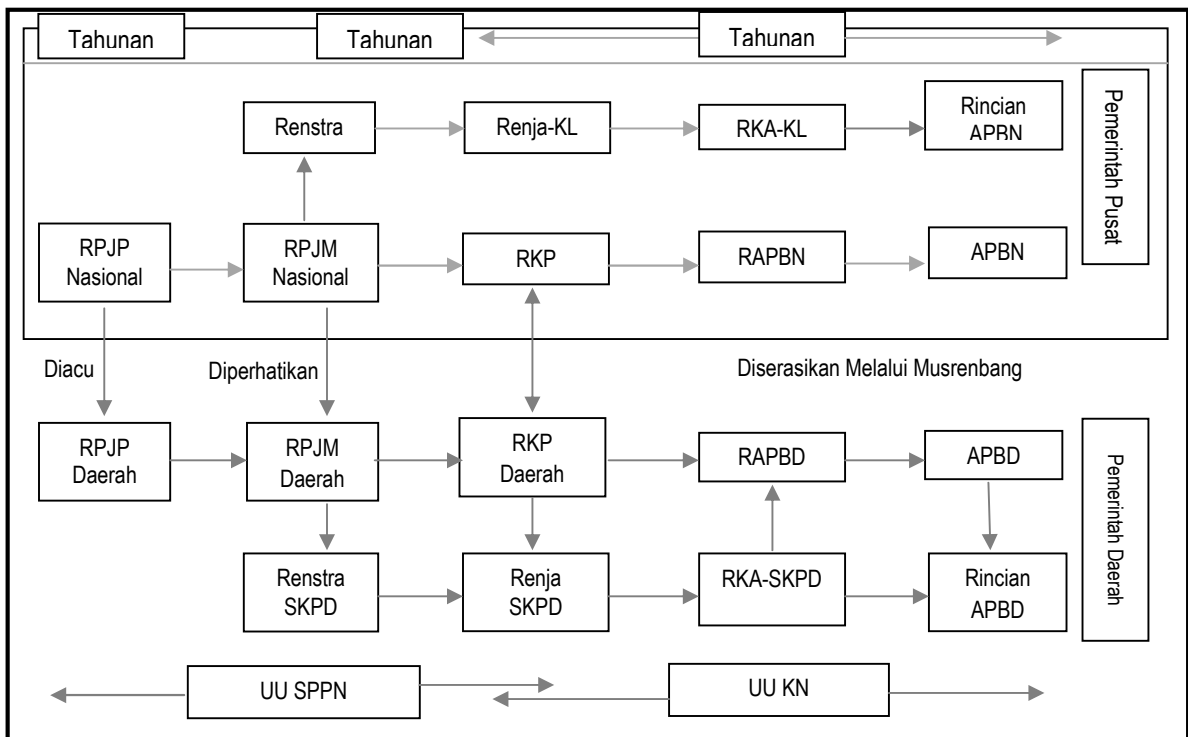 Tahunan
Tahunan
Tahunan
Renstra
Renja-KL
RKA-KL
Rincian
APBN
Pemerintah Pusat
RPJP
Nasional
RPJM
Nasional
RKP
RAPBN
APBN
Diacu
Diperhatikan
Diserasikan Melalui Musrenbang
RPJP
Daerah
RPJM
Daerah
RKP
Daerah
RAPBD
APBD
Pemerintah Daerah
Renstra
SKPD
Renja
SKPD
RKA-SKPD
Rincian
APBD
UU SPPN
UU KN